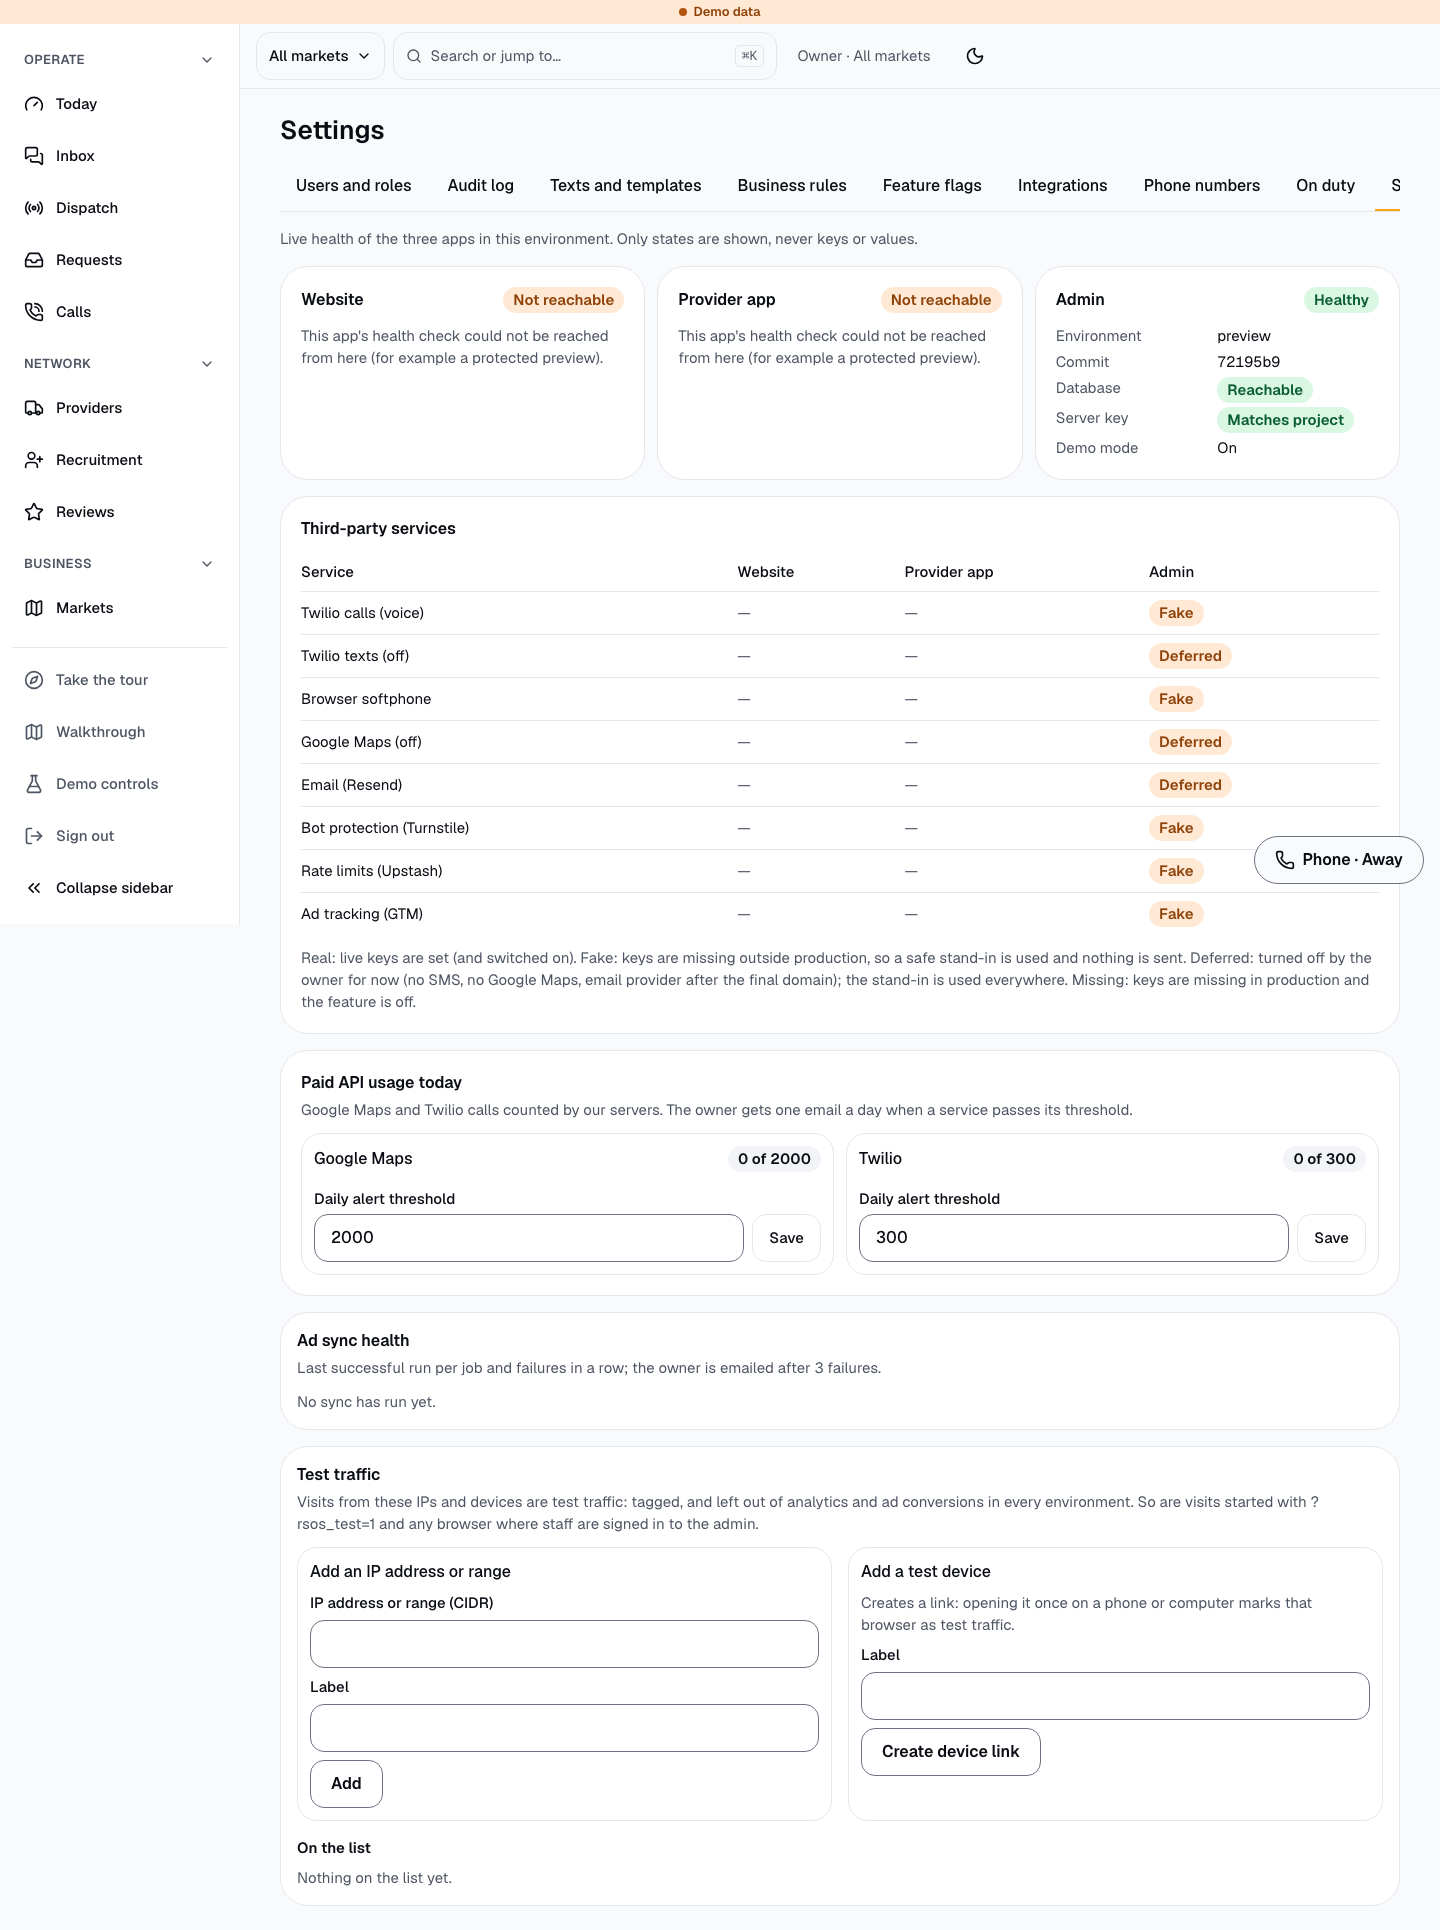 Demo data
OPERATE
Today
Inbox
Dispatch
Requests
Calls
NETWORK
Providers
Recruitment
Reviews
BUSINESS
Markets
Take the tour
Walkthrough
Demo controls
Sign out
Collapse sidebar
All markets
Search or jump to...
⌘K
Owner · All markets
Settings
Users and roles
Audit log
Texts and templates
Business rules
Feature flags
Integrations
Phone numbers
On duty
S
Live health of the three apps in this environment. Only states are shown, never keys or values.
Website
Not reachable
This app's health check could not be reached
from here (for example a protected preview).
Provider app
Not reachable
This app's health check could not be reached
from here (for example a protected preview).
Admin
Healthy
Environment preview
Commit 72195b9
Database Reachable
Server key Matches project
Demo mode On
Third-party services
Service Website Provider app Admin
Twilio calls (voice) — — Fake
Twilio texts (off) — — Deferred
Browser softphone — — Fake
Google Maps (off) — — Deferred
Email (Resend) — — Deferred
Bot protection (Turnstile) — — Fake
Rate limits (Upstash) — — Fake
Ad tracking (GTM) — — Fake
Phone · Away
Real: live keys are set (and switched on). Fake: keys are missing outside production, so a safe stand-in is used and nothing is sent. Deferred: turned off by the
owner for now (no SMS, no Google Maps, email provider after the final domain); the stand-in is used everywhere. Missing: keys are missing in production and
the feature is off.
Paid API usage today
Google Maps and Twilio calls counted by our servers. The owner gets one email a day when a service passes its threshold.
Google Maps
0 of 2000
Daily alert threshold
2000
Save
Twilio
0 of 300
Daily alert threshold
300
Save
Ad sync health
Last successful run per job and failures in a row; the owner is emailed after 3 failures.
No sync has run yet.
Test traffic
Visits from these IPs and devices are test traffic: tagged, and left out of analytics and ad conversions in every environment. So are visits started with ?
rsos_test=1 and any browser where staff are signed in to the admin.
Add an IP address or range
IP address or range (CIDR)
Label
Add
Add a test device
Creates a link: opening it once on a phone or computer marks that
browser as test traffic.
Label
Create device link
On the list
Nothing on the list yet.